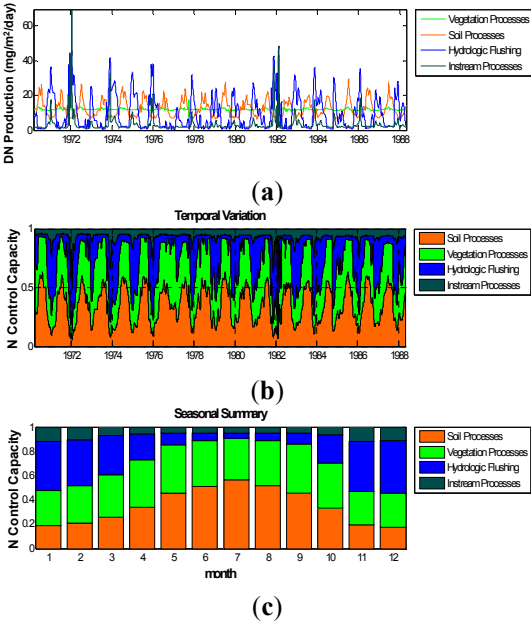 DN Production (mg/m²/day)
60
40
20
0
1972 1974 1976 1978 1980 1982 1984 1986 1988
Vegetation Processes
Soil Processes
Hydrologic Flushing
Instream Processes
(a)
Temporal Variation
N Control Capacity
1
0.5
0
1972 1974 1976 1978 1980 1982 1984 1986 1988
Soil Processes
Vegetation Processes
Hydrologic Flushing
Instream Processes
(b)
Seasonal Summary
N Control Capacity
1
0.8
0.6
0.4
0.2
0
1 2 3 4 5 6 7 8 9 10 11 12
month
Soil Processes
Vegetation Processes
Hydrologic Flushing
Instream Processes
(c)